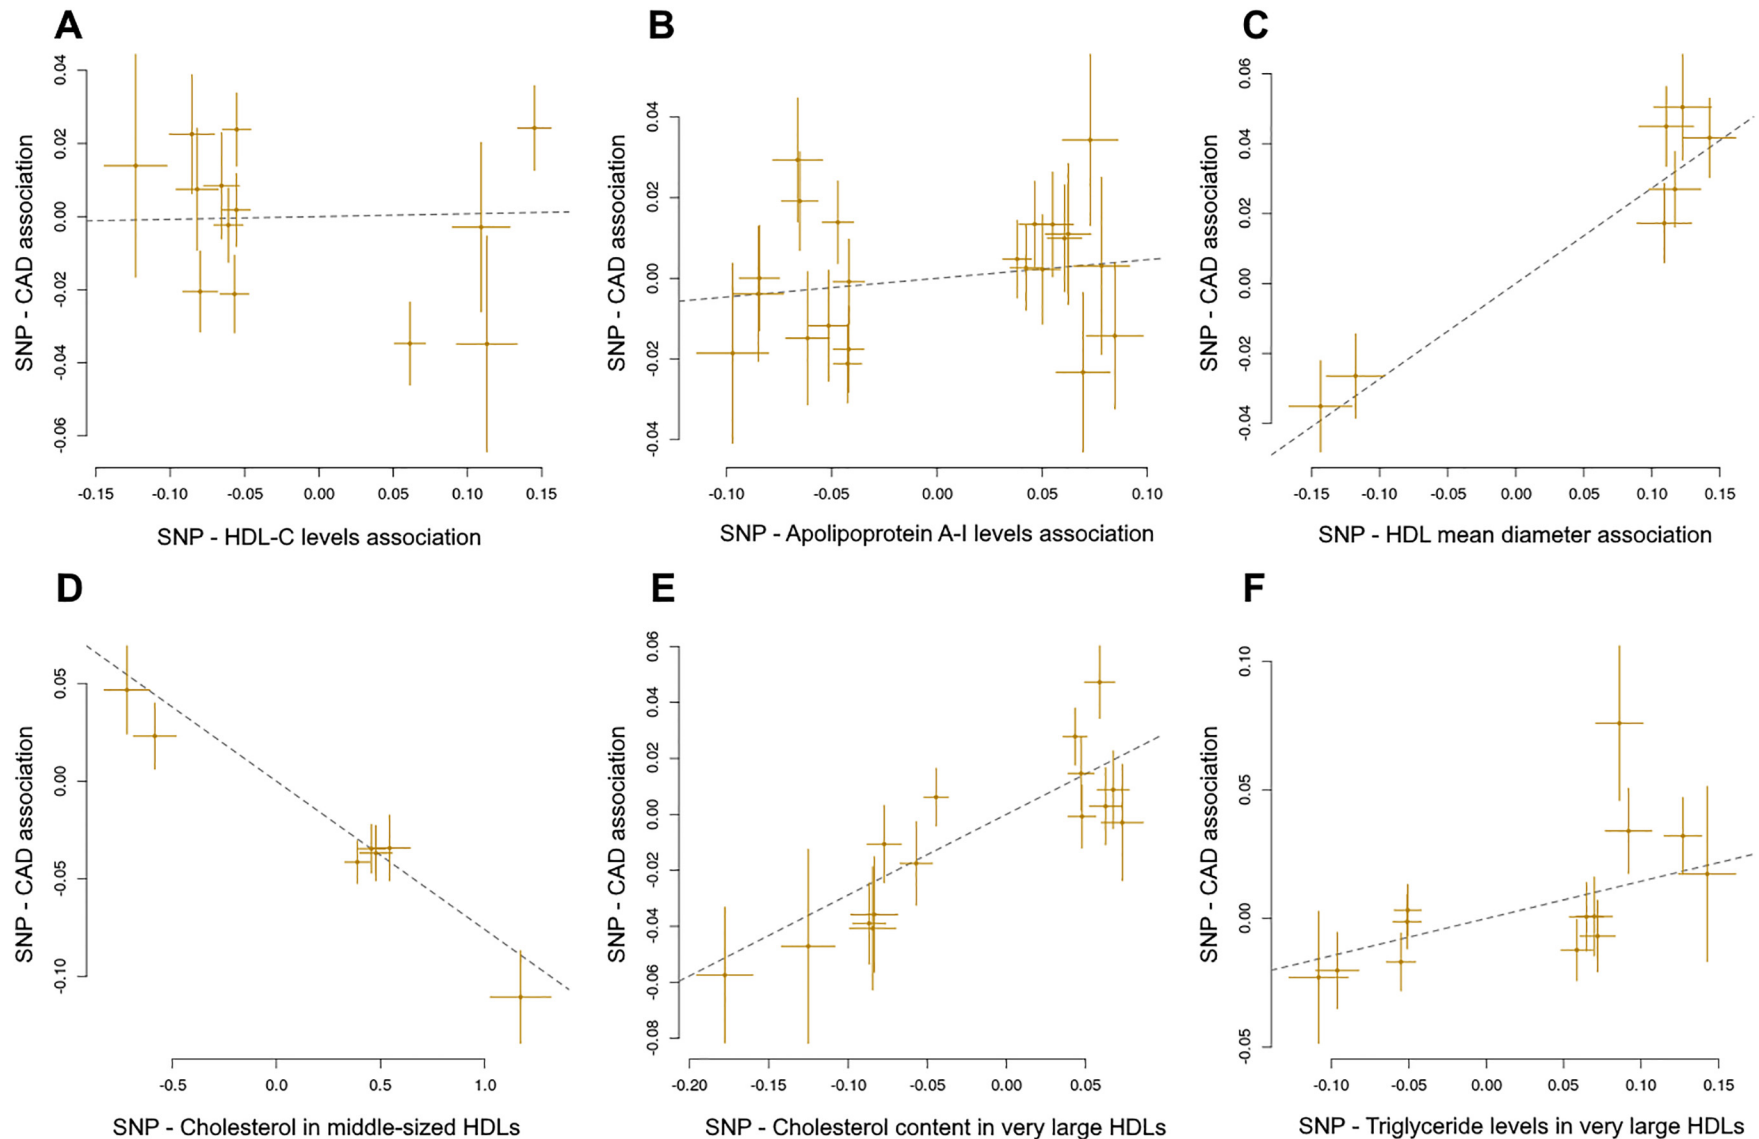 A
SNP - CAD association
0.04
0.02
0.00
-0.02
-0.04
-0.06
-0.15 -0.10 -0.05 0.00 0.05 0.10 0.15
SNP - HDL-C levels association
B
SNP - CAD association
0.04
0.02
0.00
-0.02
-0.04
-0.10 -0.05 0.00 0.05 0.10
SNP - Apolipoprotein A-I levels association
C
SNP - CAD association
0.06
0.04
0.02
0.00
-0.02
-0.04
-0.15 -0.10 -0.05 0.00 0.05 0.10 0.15
SNP - HDL mean diameter association
D
SNP - CAD association
0.05
0.00
-0.05
-0.10
-0.5 0.0 0.5 1.0
SNP - Cholesterol in middle-sized HDLs
E
SNP - CAD association
0.06
0.04
0.02
0.00
-0.02
-0.04
-0.06
-0.08
-0.20 -0.15 -0.10 -0.05 0.00 0.05
SNP - Cholesterol content in very large HDLs
F
SNP - CAD association
0.10
0.05
0.00
-0.05
-0.10 -0.05 0.00 0.05 0.10 0.15
SNP - Triglyceride levels in very large HDLs